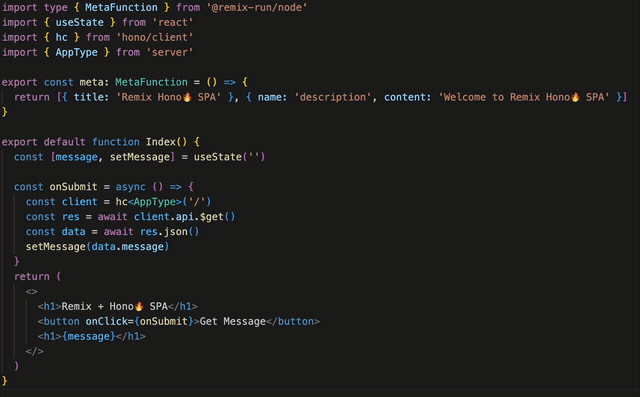 import type { MetaFunction } from '@remix-run/node'
import { useState } from 'react'
import { hc } from 'hono/client'
import { AppType } from 'server'

export const meta: MetaFunction = () => {
  return [{ title: 'Remix Hono🔥 SPA' }, { name: 'description', content: 'Welcome to Remix Hono🔥 SPA' }]
}

export default function Index() {
  const [message, setMessage] = useState('')

  const onSubmit = async () => {
    const client = hc<AppType>('/')
    const res = await client.api.$get()
    const data = await res.json()
    setMessage(data.message)
  }
  return (
    <>
      <h1>Remix + Hono🔥 SPA</h1>
      <button onClick={onSubmit}>Get Message</button>
      <h1>{message}</h1>
    </>
  )
}